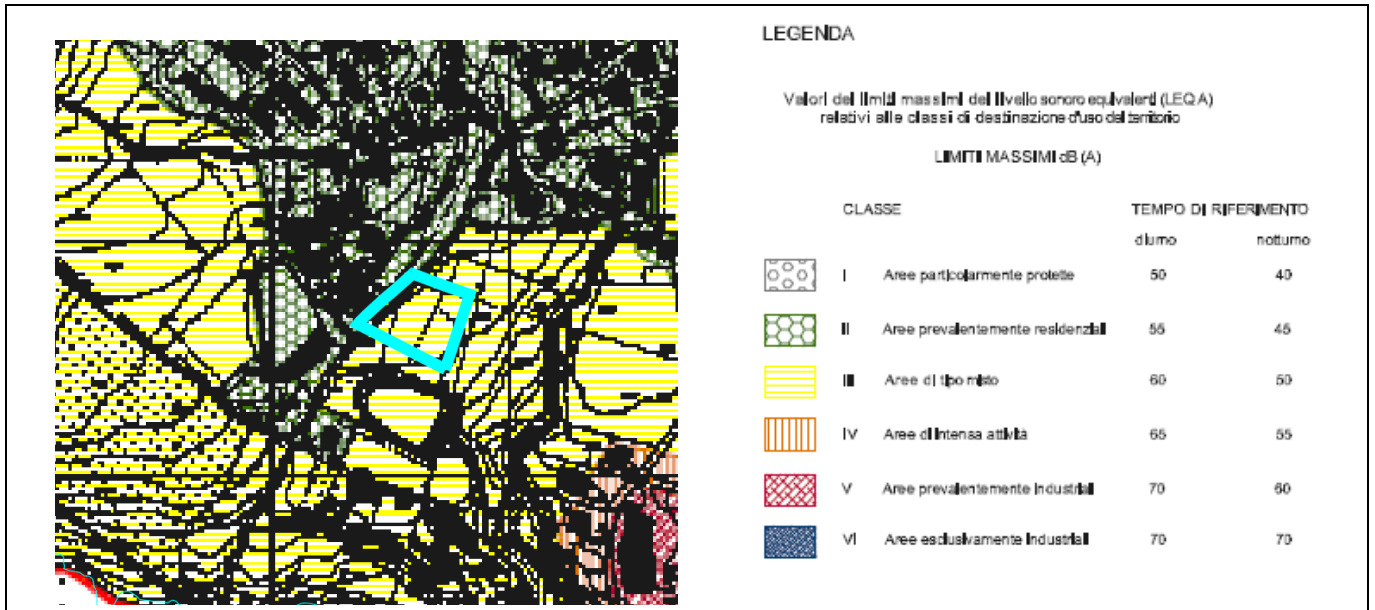 LEGENDA
Valori dei limiti massimi del livello sonoro equivalenti (LEQ A)
relativi alle classi di destinazione d'uso del territorio
LIMITI MASSIMI dB (A)
CLASSE TEMPO DI RIFERIMENTO
diurno notturno
I Aree particolarmente protette 50 40
II Aree prevalentemente residenziali 55 45
III Aree di tipo misto 60 50
IV Aree di intensa attività 65 55
V Aree prevalentemente industriali 70 60
VI Aree esclusivamente industriali 70 70